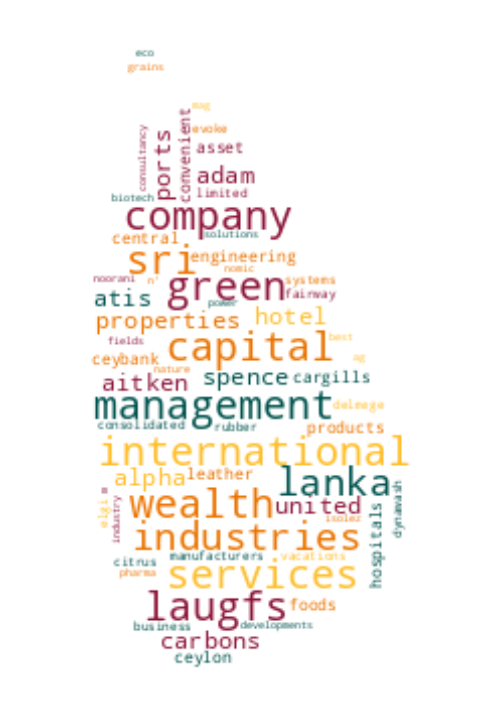 eco
grains
mag
evoke
consultancy
ports
convenient
asset
adam
biotech
limited
company
central
solutions
sri
engineering
nomic
noorani
n'
green
systems
atis
power
fairway
properties
hotel
fields
capital
best
ceybank
nature
ag
aitken
spence
cargills
management
delmege
consolidated
rubber
products
international
alpha
leather
lanka
elgi
m
industry
wealth
united
isolez
hospitals
dynawash
industries
citrus
manufacturers
vacations
pharma
services
laugfs
foods
business
developments
carbons
ceylon